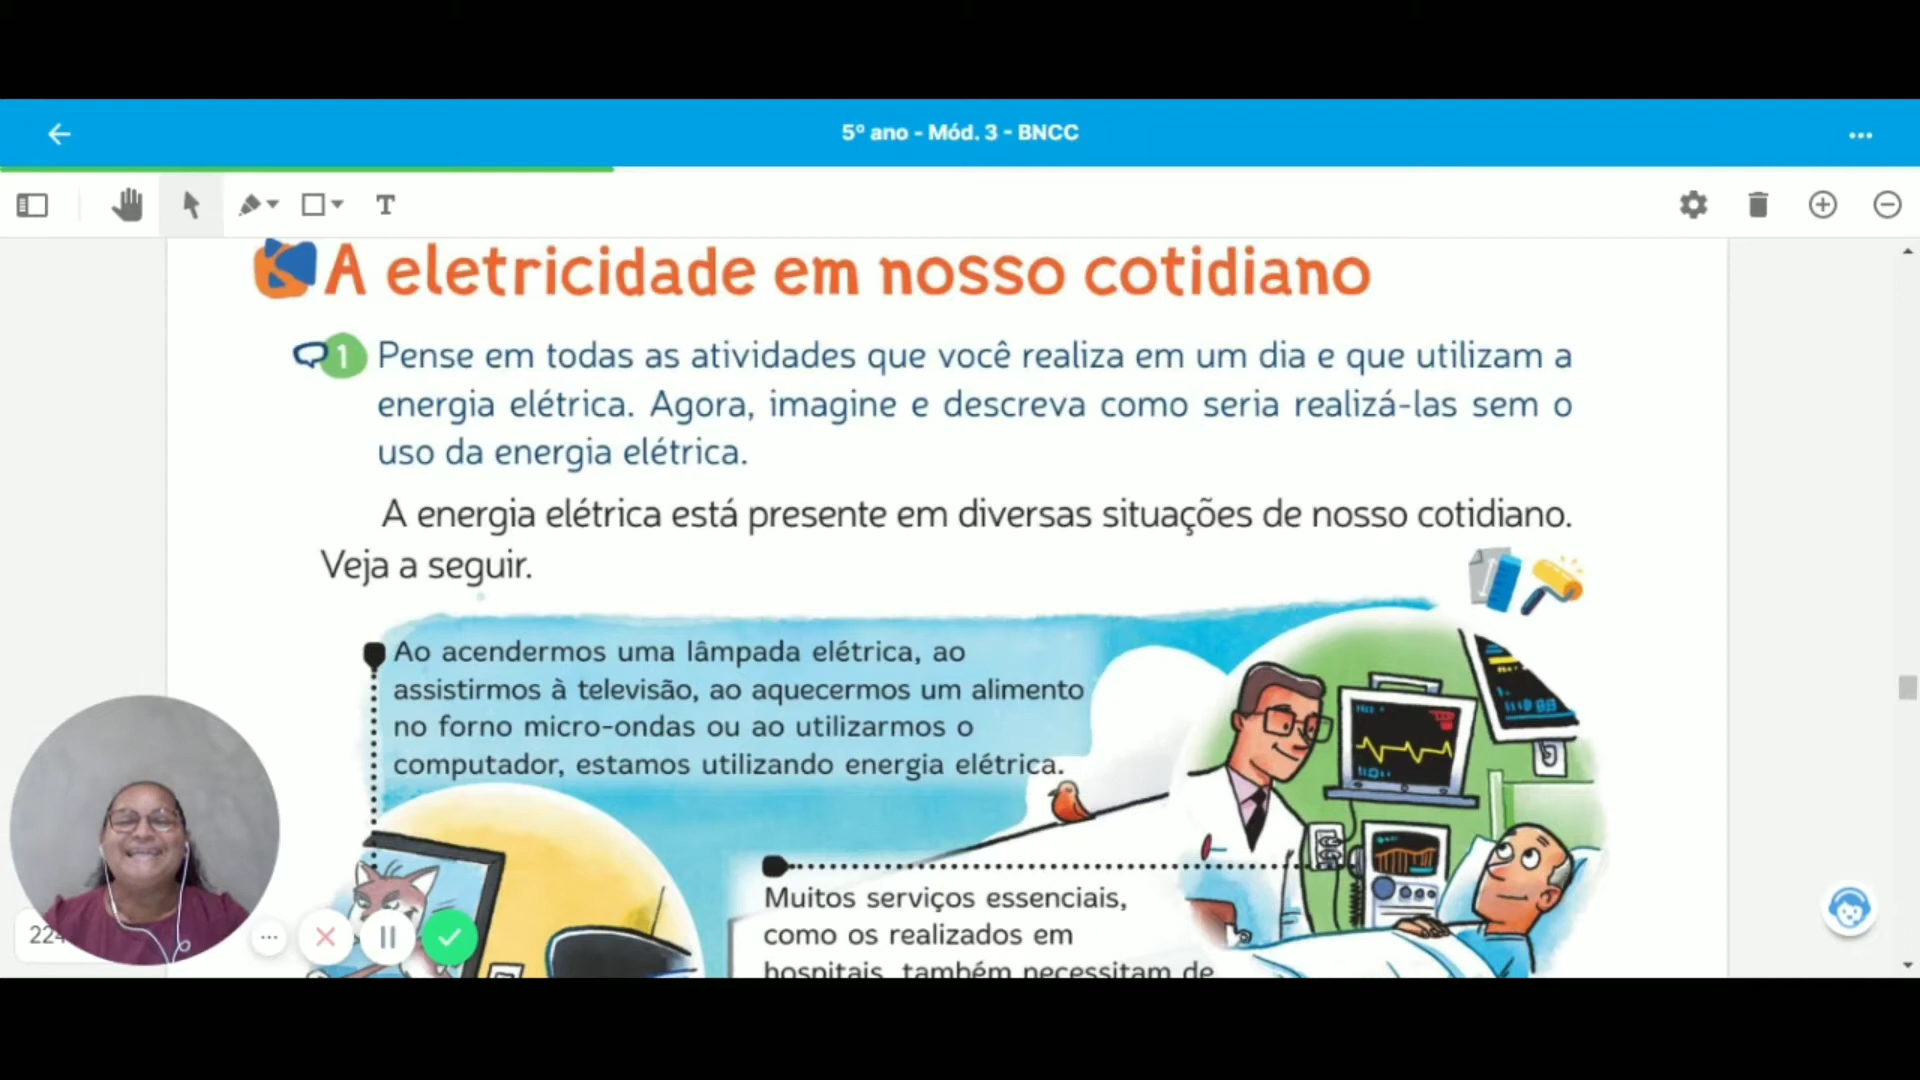 5º ano - Mód. 3 - BNCC
T
A eletricidade em nosso cotidiano
1 Pense em todas as atividades que você realiza em um dia e que utilizam a
energia elétrica. Agora, imagine e descreva como seria realizá-las sem o
uso da energia elétrica.
A energia elétrica está presente em diversas situações de nosso cotidiano.
Veja a seguir.
Ao acendermos uma lâmpada elétrica, ao
assistirmos à televisão, ao aquecermos um alimento
no forno micro-ondas ou ao utilizarmos o
computador, estamos utilizando energia elétrica.
Muitos serviços essenciais,
como os realizados em
hospitais, também necessitam de